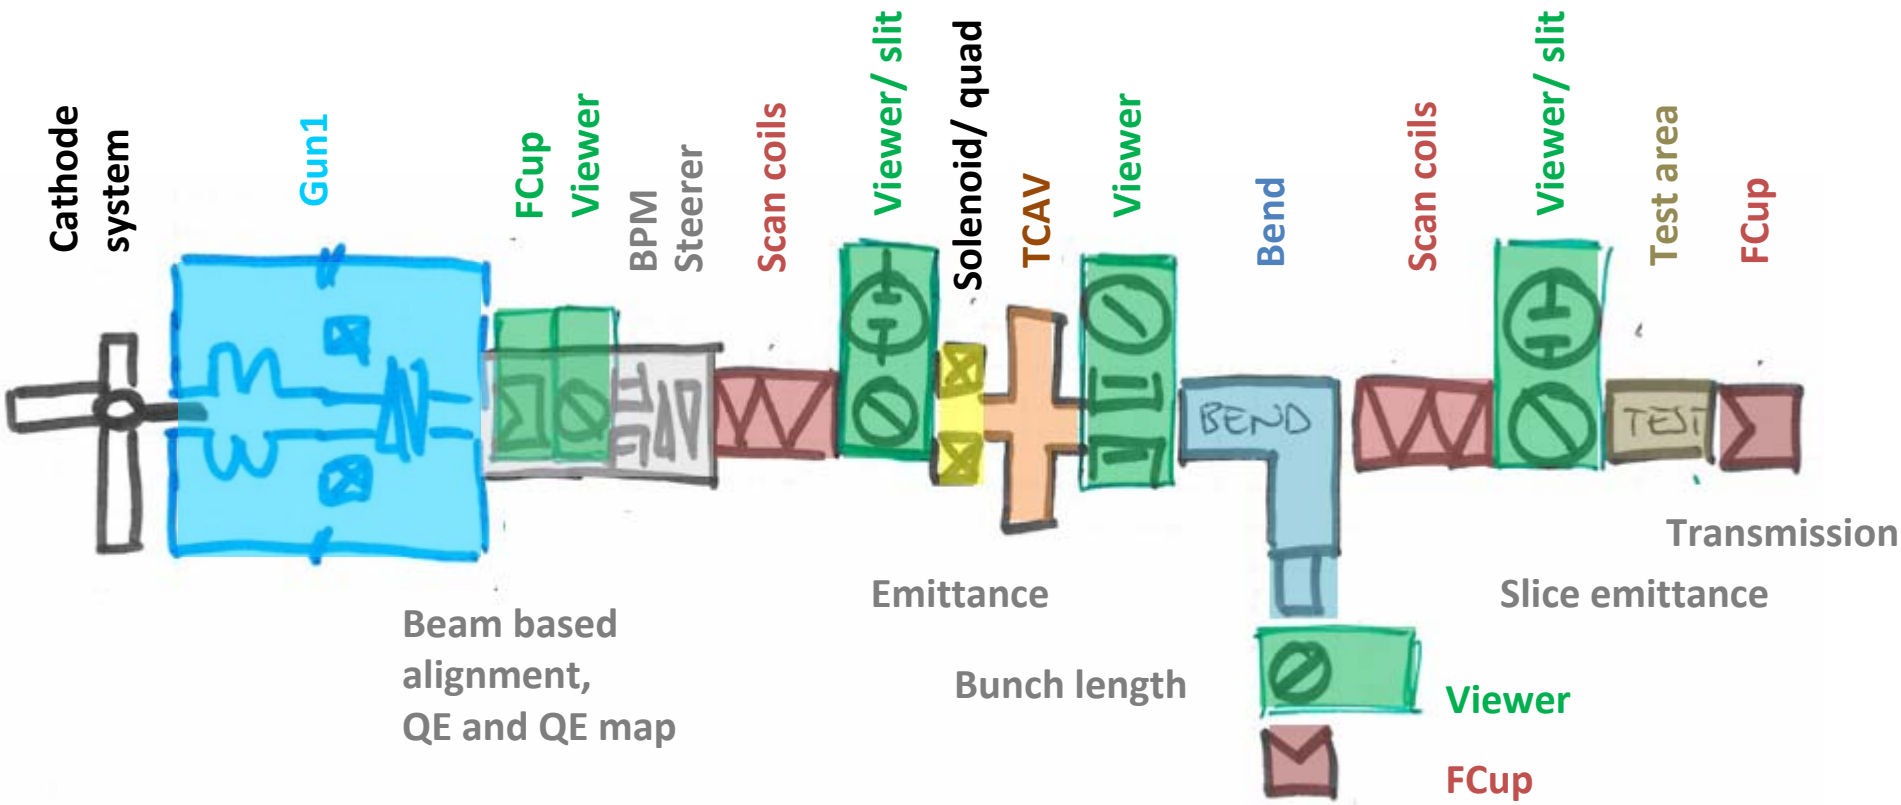 Cathode
system
Gun1
FCup
Viewer
BPM
Steerer
Scan coils
Viewer/ slit
Solenoid/ quad
TCAV
Viewer
Bend
Scan coils
Viewer/ slit
Test area
FCup
BEND
TEST
Transmission
Emittance
Slice emittance
Beam based
alignment,
QE and QE map
Bunch length
Viewer
FCup